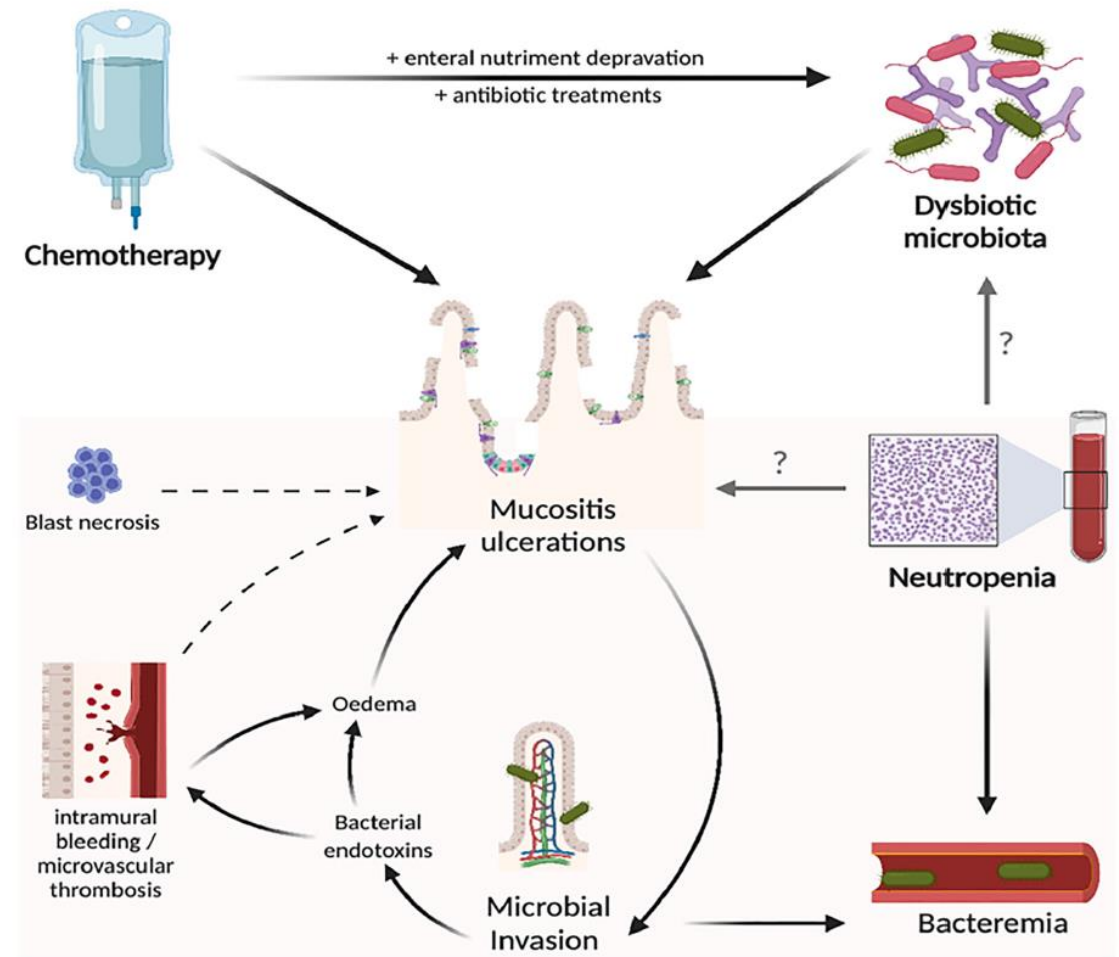 + enteral nutriment depravation
+ antibiotic treatments
Chemotherapy
Dysbiotic
microbiota
?
?
Blast necrosis
Mucositis
ulcerations
Neutropenia
Oedema
intramural
bleeding /
microvascular
thrombosis
Bacterial
endotoxins
Microbial
Invasion
Bacteremia